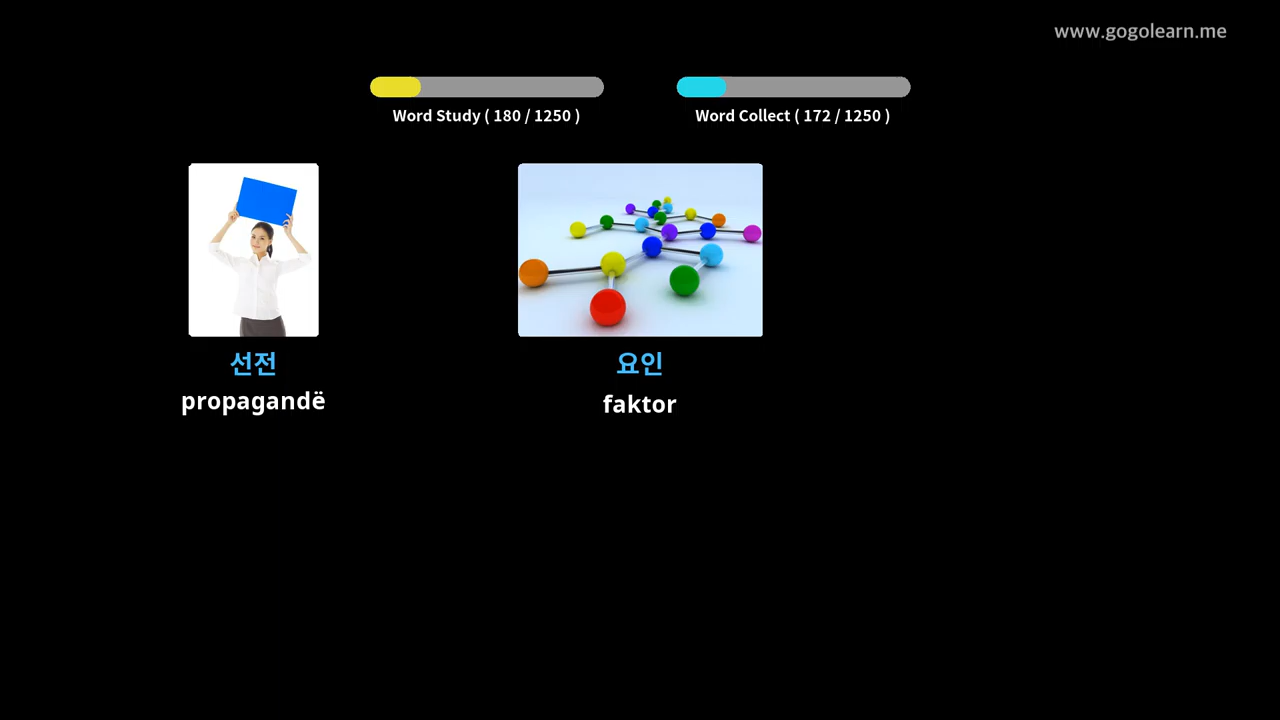 www.gogolearn.me
Word Study ( 180 / 1250 )
Word Collect ( 172 / 1250 )
선전
propagandë
요인
faktor